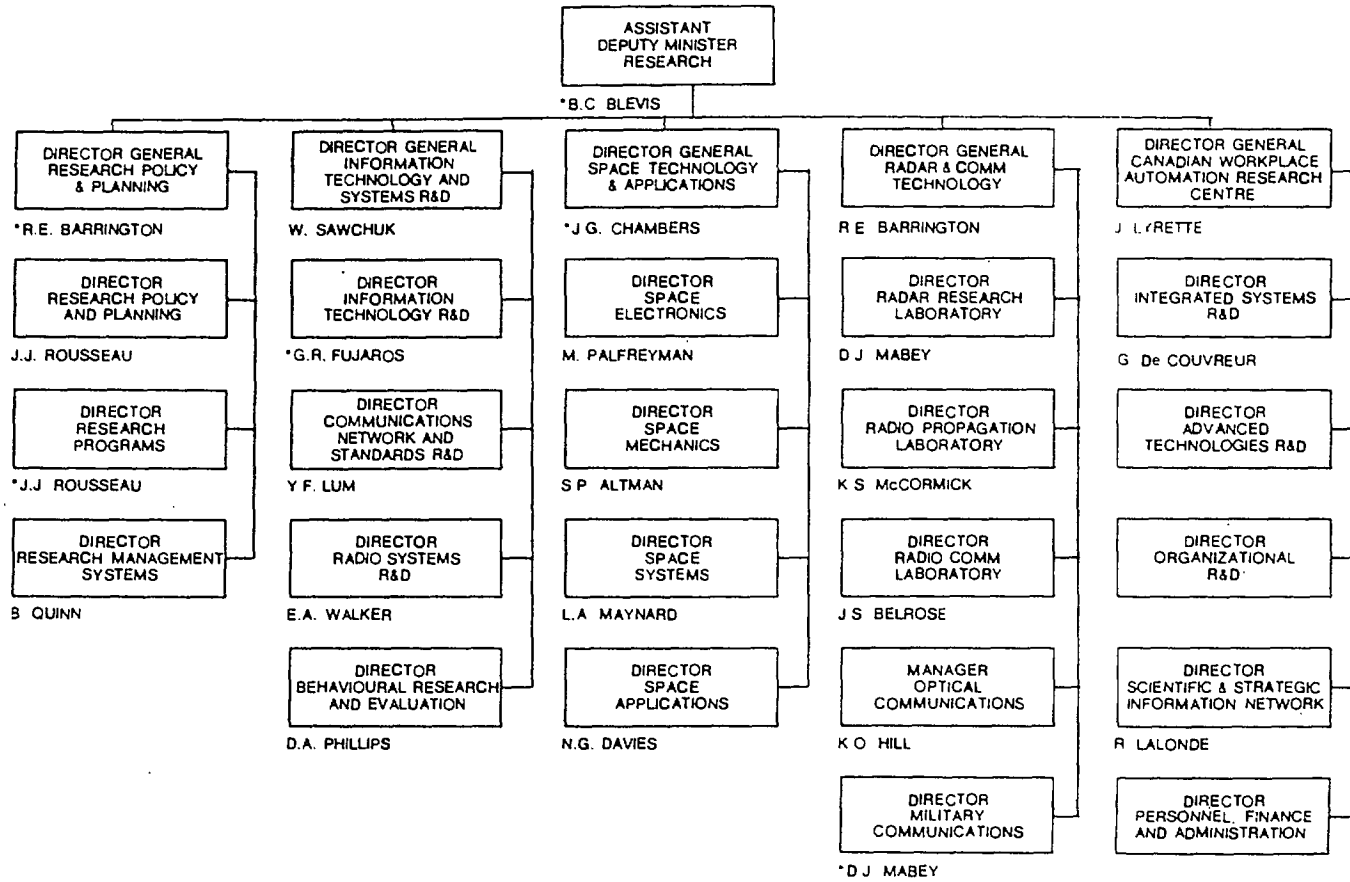 ASSISTANT
DEPUTY MINISTER
RESEARCH
*B.C BLEVIS
DIRECTOR GENERAL
RESEARCH POLICY
& PLANNING
*R.E. BARRINGTON
DIRECTOR
RESEARCH POLICY
AND PLANNING
J.J. ROUSSEAU
DIRECTOR
RESEARCH
PROGRAMS
*J.J ROUSSEAU
DIRECTOR
RESEARCH MANAGEMENT
SYSTEMS
B QUINN
DIRECTOR GENERAL
INFORMATION
TECHNOLOGY AND
SYSTEMS R&D
W. SAWCHUK
DIRECTOR
INFORMATION
TECHNOLOGY R&D
*G.R. FUJAROS
DIRECTOR
COMMUNICATIONS
NETWORK AND
STANDARDS R&D
Y F. LUM
DIRECTOR
RADIO SYSTEMS
R&D
E.A. WALKER
DIRECTOR
BEHAVIOURAL RESEARCH
AND EVALUATION
D.A. PHILLIPS
DIRECTOR GENERAL
SPACE TECHNOLOGY
& APPLICATIONS
*J G. CHAMBERS
DIRECTOR
SPACE
ELECTRONICS
M. PALFREYMAN
DIRECTOR
SPACE
MECHANICS
S P ALTMAN
DIRECTOR
SPACE
SYSTEMS
L.A MAYNARD
DIRECTOR
SPACE
APPLICATIONS
N.G. DAVIES
DIRECTOR GENERAL
RADAR & COMM
TECHNOLOGY
R E BARRINGTON
DIRECTOR
RADAR RESEARCH
LABORATORY
D J MABEY
DIRECTOR
RADIO PROPAGATION
LABORATORY
K S McCORMICK
DIRECTOR
RADIO COMM
LABORATORY
J S BELROSE
MANAGER
OPTICAL
COMMUNICATIONS
K O HILL
DIRECTOR
MILITARY
COMMUNICATIONS
*D J MABEY
DIRECTOR GENERAL
CANADIAN WORKPLACE
AUTOMATION RESEARCH
CENTRE
J LYRETTE
DIRECTOR
INTEGRATED SYSTEMS
R&D
G De COUVREUR
DIRECTOR
ADVANCED
TECHNOLOGIES R&D
DIRECTOR
ORGANIZATIONAL
R&D
DIRECTOR
SCIENTIFIC & STRATEGIC
INFORMATION NETWORK
R LALONDE
DIRECTOR
PERSONNEL, FINANCE
AND ADMINISTRATION